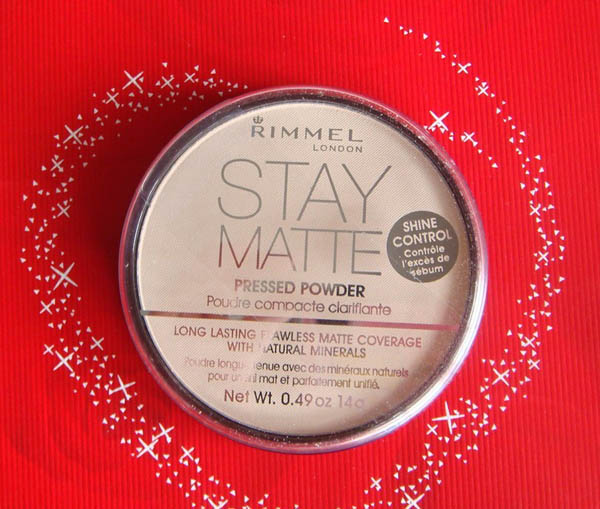 RIMMEL
LONDON
STAY
MATTE
SHINE
CONTROL
Contrôle
l'excès de
sébum
PRESSED POWDER
Poudre compacte clarifiante
LONG LASTING FLAWLESS MATTE COVERAGE
WITH NATURAL MINERALS
Poudre longue tenue avec des minéraux naturels
pour un fini mat et parfaitement unifié.
Net Wt. 0.49 oz 14g